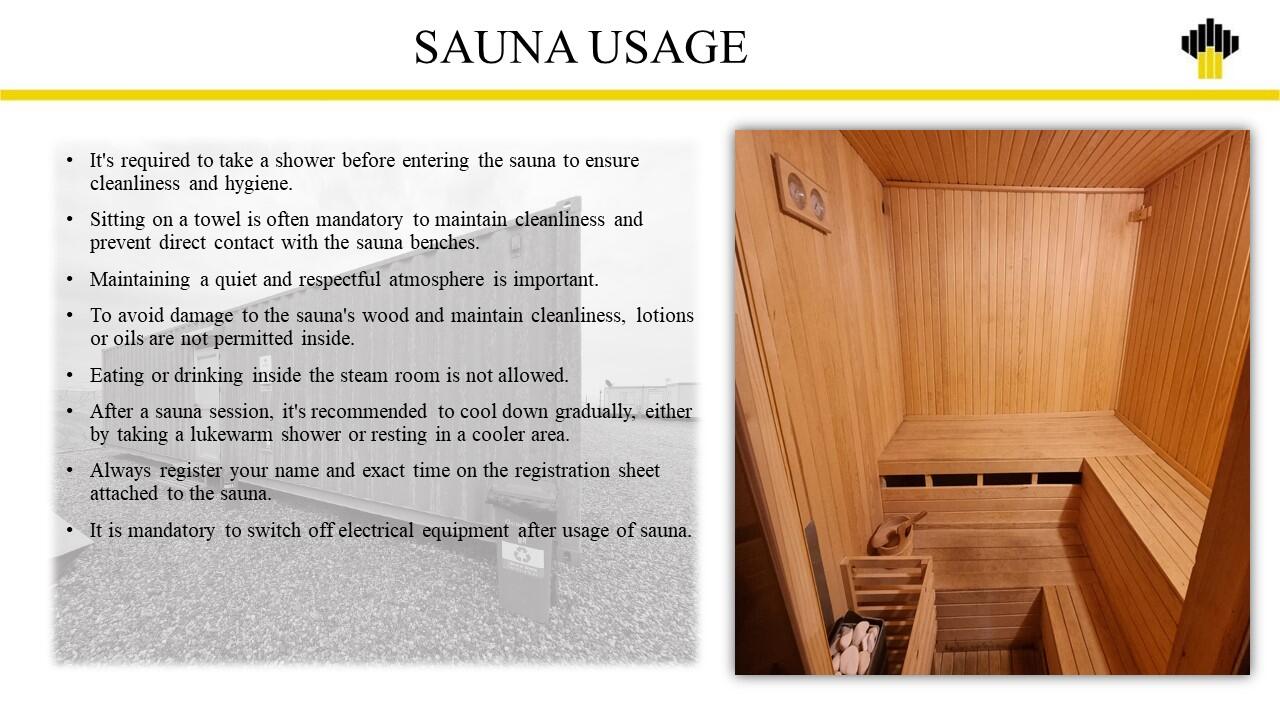 SAUNA USAGE
• It's required to take a shower before entering the sauna to ensure
cleanliness and hygiene.
• Sitting on a towel is often mandatory to maintain cleanliness and
prevent direct contact with the sauna benches.
• Maintaining a quiet and respectful atmosphere is important.
• To avoid damage to the sauna's wood and maintain cleanliness, lotions
or oils are not permitted inside.
• Eating or drinking inside the steam room is not allowed.
• After a sauna session, it's recommended to cool down gradually, either
by taking a lukewarm shower or resting in a cooler area.
• Always register your name and exact time on the registration sheet
attached to the sauna.
• It is mandatory to switch off electrical equipment after usage of sauna.